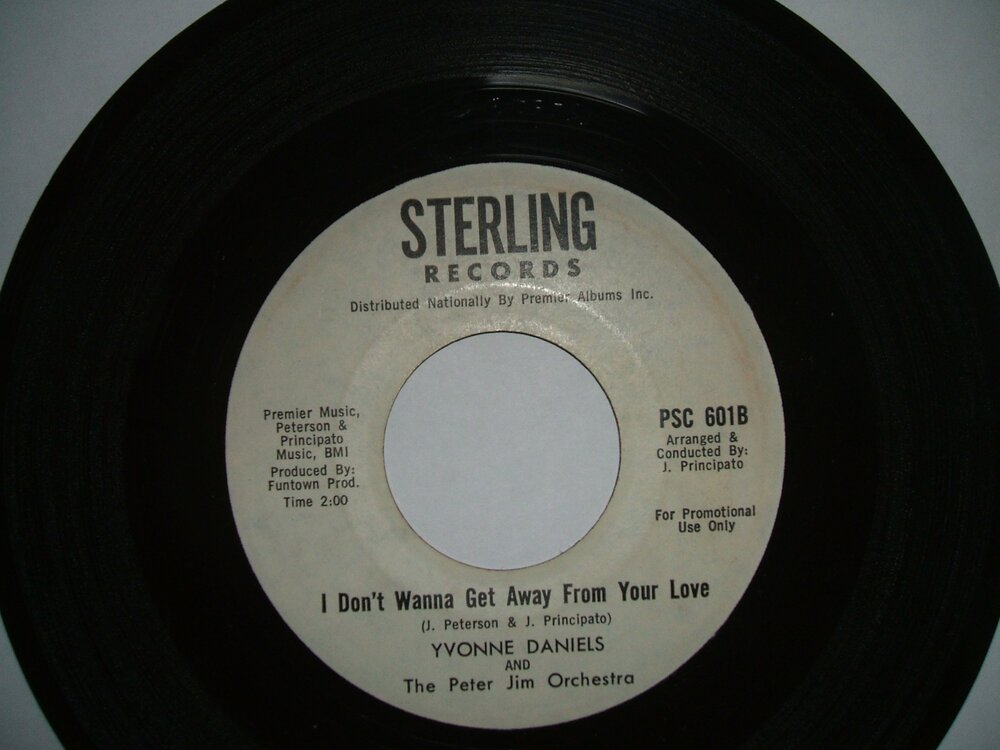 STERLING
RECORDS
Distributed Nationally By Premier Albums Inc.
Premier Music,
Peterson &
Principato
Music, BMI
Produced By:
Funtown Prod.
Time 2:00
PSC 601B
Arranged &
Conducted By:
J. Principato
For Promotional
Use Only
I Don't Wanna Get Away From Your Love
(J. Peterson & J. Principato)
YVONNE DANIELS
AND
The Peter Jim Orchestra